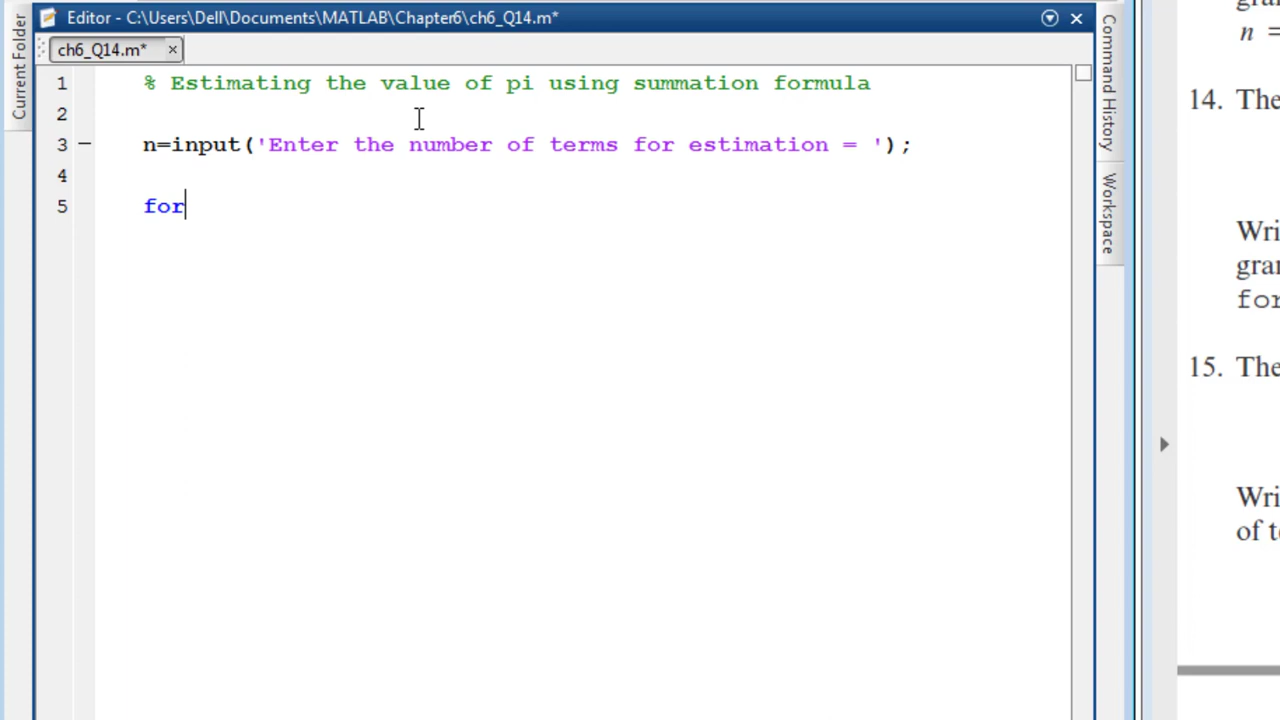 Editor - C:\Users\Dell\Documents\MATLAB\Chapter6\ch6_Q14.m*
ch6_Q14.m* ×
1 % Estimating the value of pi using summation formula
2
3 — n=input('Enter the number of terms for estimation = ');
4
5 for
Current Folder
Command History
Workspace
n =
14. The
Wri
gran
for
15. The
Wri
of te